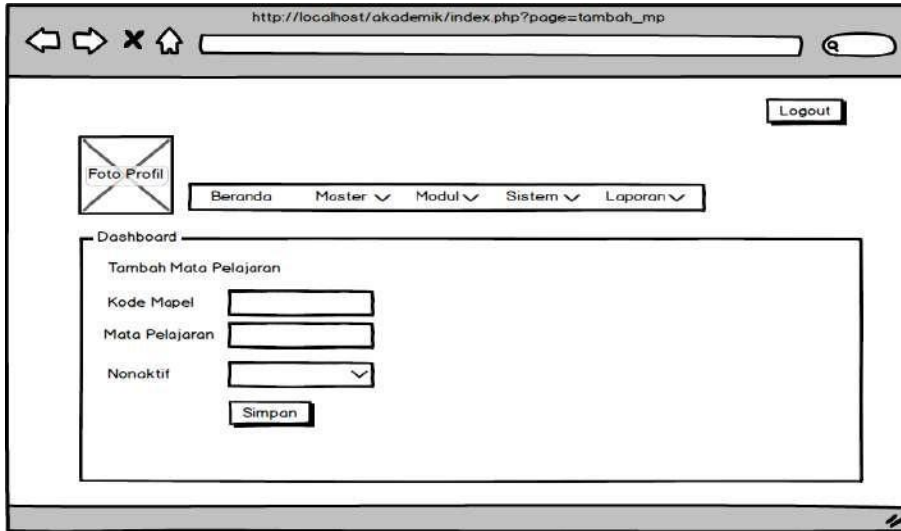 http://localhost/akademik/index.php?page=tambah_mp
Logout
Foto Profil
Beranda Master Modul Sistem Laporan
Dashboard
Tambah Mata Pelajaran
Kode Mapel
Mata Pelajaran
Nonaktif
Simpan